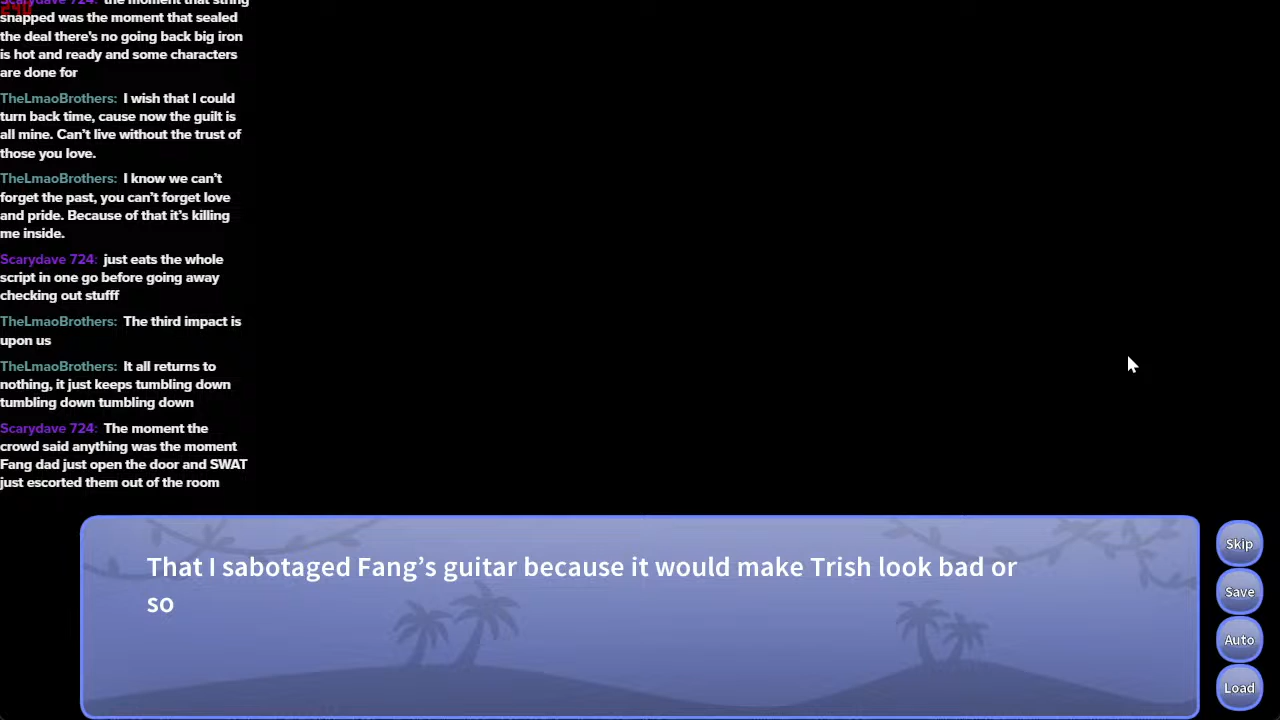 Scarydave 724: the moment that string
snapped was the moment that sealed
the deal there's no going back big iron
is hot and ready and some characters
are done for
TheLmaoBrothers: I wish that I could
turn back time, cause now the guilt is
all mine. Can't live without the trust of
those you love.
TheLmaoBrothers: I know we can't
forget the past, you can't forget love
and pride. Because of that it's killing
me inside.
Scarydave 724: just eats the whole
script in one go before going away
checking out stufff
TheLmaoBrothers: The third impact is
upon us
TheLmaoBrothers: It all returns to
nothing, it just keeps tumbling down
tumbling down tumbling down
Scarydave 724: The moment the
crowd said anything was the moment
Fang dad just open the door and SWAT
just escorted them out of the room
That I sabotaged Fang's guitar because it would make Trish look bad or
so
Skip
Save
Auto
Load